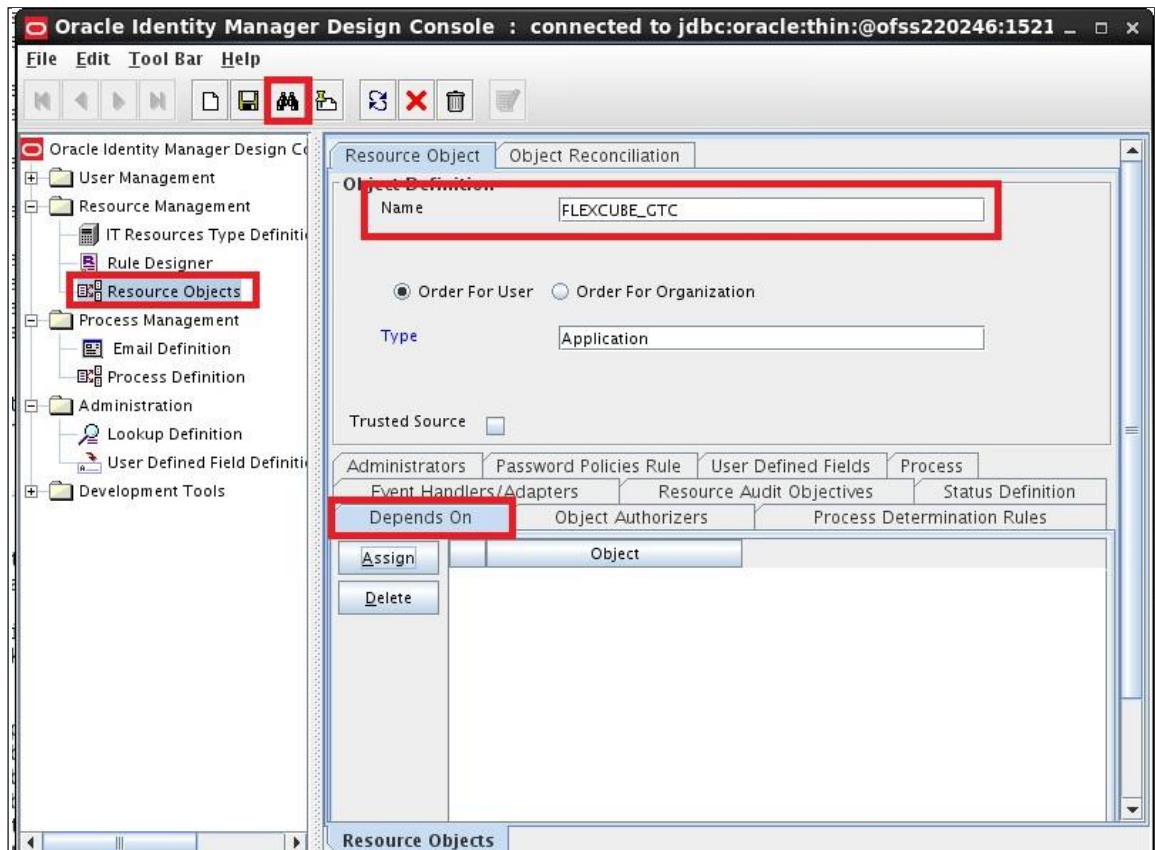 Oracle Identity Manager Design Console : connected to jdbc:oracle:thin:@ofss220246:1521
File Edit Tool Bar Help
Oracle Identity Manager Design Co
User Management
Resource Management
IT Resources Type Definiti
Rule Designer
Resource Objects
Process Management
Email Definition
Process Definition
Administration
Lookup Definition
User Defined Field Definiti
Development Tools
Resource Object Object Reconciliation
Object Definition
Name FLEXCUBE_GTC
Order For User Order For Organization
Type Application
Trusted Source
Administrators Password Policies Rule User Defined Fields Process
Event Handlers/Adapters Resource Audit Objectives Status Definition
Depends On Object Authorizers Process Determination Rules
Assign Object
Delete
Resource Objects